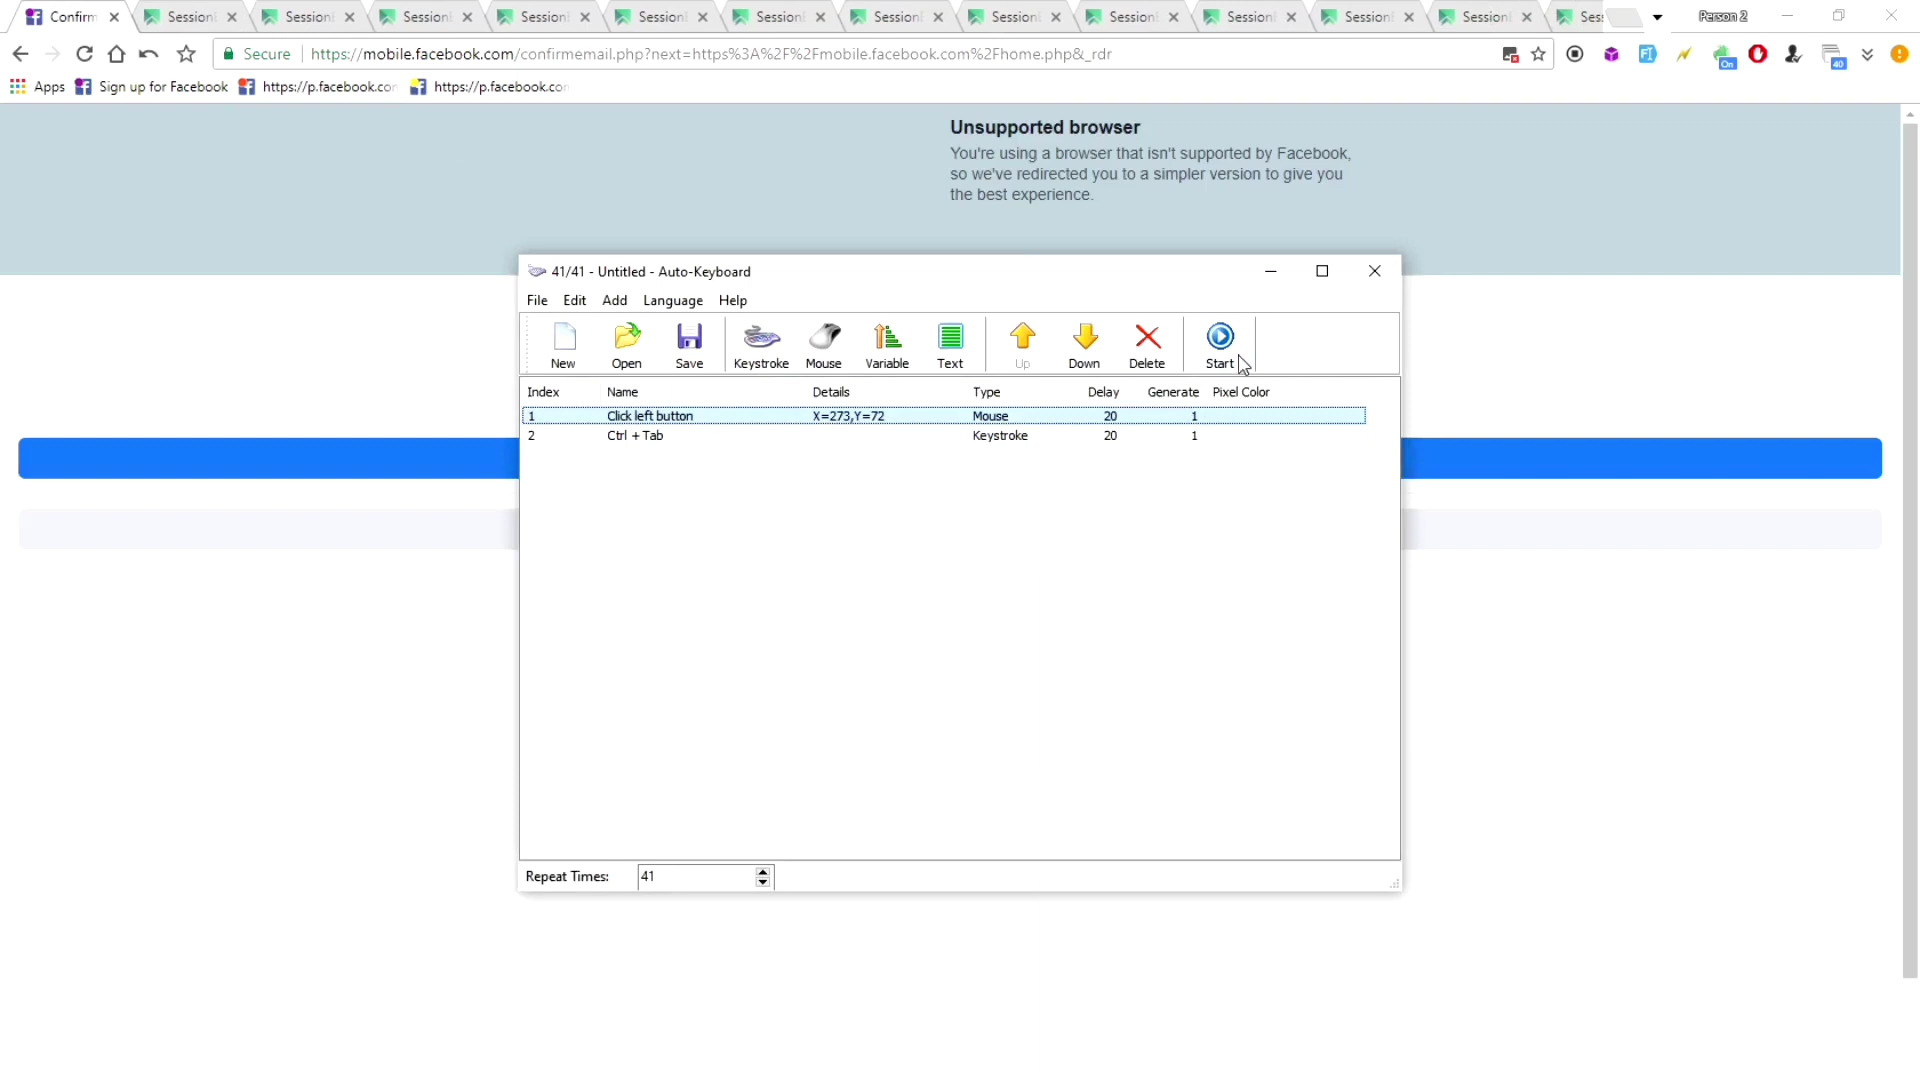 Confirm Session Session Session Session Session Session Session Session Session Session Session Session Ses Person 2
Secure https://mobile.facebook.com/confirmemail.php?next=https%3A%2F%2Fmobile.facebook.com%2Fhome.php&_rdr On 40
Apps Sign up for Facebook https://p.facebook.com https://p.facebook.com
Unsupported browser
You're using a browser that isn't supported by Facebook,
so we've redirected you to a simpler version to give you
the best experience.
41/41 - Untitled - Auto-Keyboard
File Edit Add Language Help
New Open Save Keystroke Mouse Variable Text Up Down Delete Start
Index Name Details Type Delay Generate Pixel Color
1 Click left button X=273,Y=72 Mouse 20 1
2 Ctrl + Tab Keystroke 20 1
Repeat Times: 41